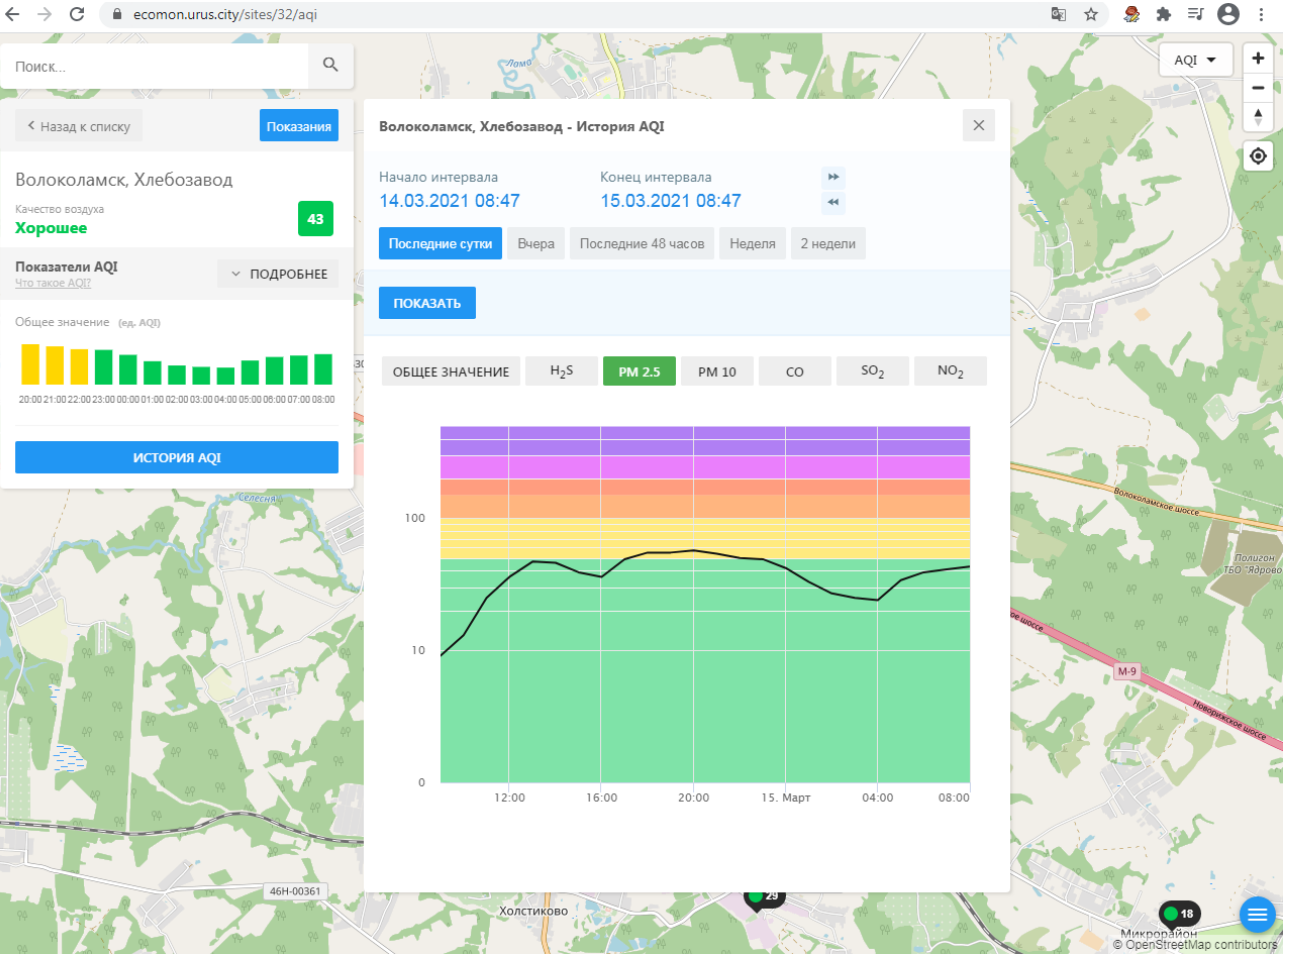 ecomon.urus.city/sites/32/aqi
Поиск...
Лама
AQI
Назад к списку
Показания
Волоколамск, Хлебозавод
Качество воздуха
Хорошее
43
Показатели AQI
Что такое AQI?
ПОДРОБНЕЕ
Общее значение (ед. AQI)
20:00 21:00 22:00 23:00 00:00 01:00 02:00 03:00 04:00 05:00 06:00 07:00 08:00
ИСТОРИЯ AQI
Волоколамск, Хлебозавод - История AQI
Начало интервала
14.03.2021 08:47
Конец интервала
15.03.2021 08:47
Последние сутки
Вчера
Последние 48 часов
Неделя
2 недели
ПОКАЗАТЬ
ОБЩЕЕ ЗНАЧЕНИЕ
H2S
PM 2.5
PM 10
CO
SO2
NO2
100
10
0
12:00
16:00
20:00
15. Март
04:00
08:00
Селесня
Волоколамское шоссе
Полигон
ТБО "Ядрово
ое шоссе
М-9
Новорижское шоссе
46Н-00361
Холстиково
29
18
Микрорайон
© OpenStreetMap contributors